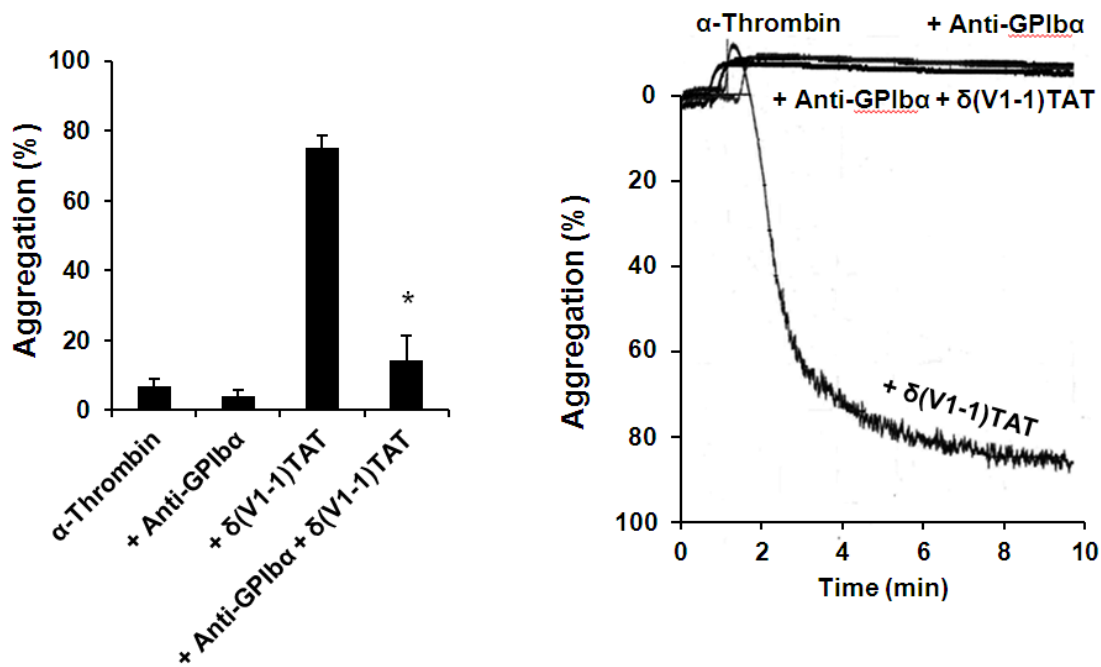 100
80
60
40
20
0
Aggregation (%)
*
α-Thrombin
+ Anti-GPIbα
+ δ(V1-1)TAT
+ Anti-GPIbα + δ(V1-1)TAT
α-Thrombin + Anti-GPIbα
+ Anti-GPIbα + δ(V1-1)TAT
+ δ(V1-1)TAT
0
20
40
60
80
100
Aggregation (%)
0 2 4 6 8 10
Time (min)